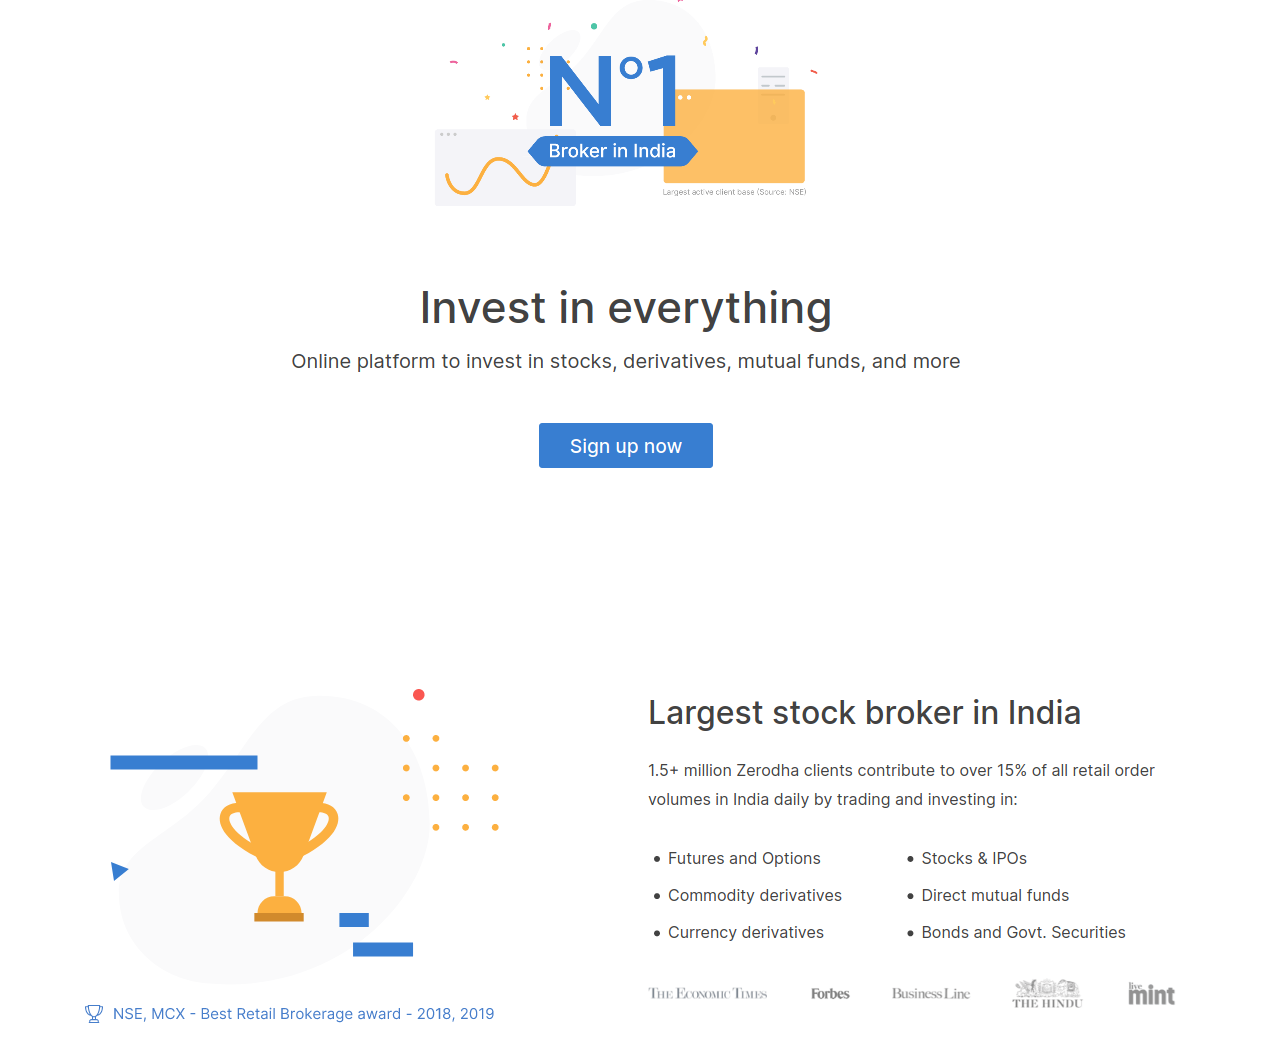 N°1
Broker in India
Largest active client base (Source: NSE)
Invest in everything
Online platform to invest in stocks, derivatives, mutual funds, and more
Sign up now
Largest stock broker in India
1.5+ million Zerodha clients contribute to over 15% of all retail order
volumes in India daily by trading and investing in:
Futures and Options
Stocks & IPOs
Commodity derivatives
Direct mutual funds
Currency derivatives
Bonds and Govt. Securities
THE ECONOMIC TIMES
Forbes
Business Line
THE HINDU
live mint
NSE, MCX - Best Retail Brokerage award - 2018, 2019